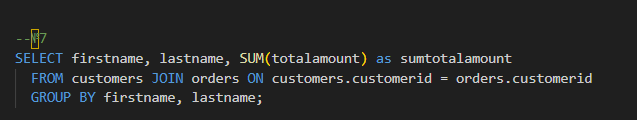 --№7
SELECT firstname, lastname, SUM(totalamount) as sumtotalamount
FROM customers JOIN orders ON customers.customerid = orders.customerid
GROUP BY firstname, lastname;